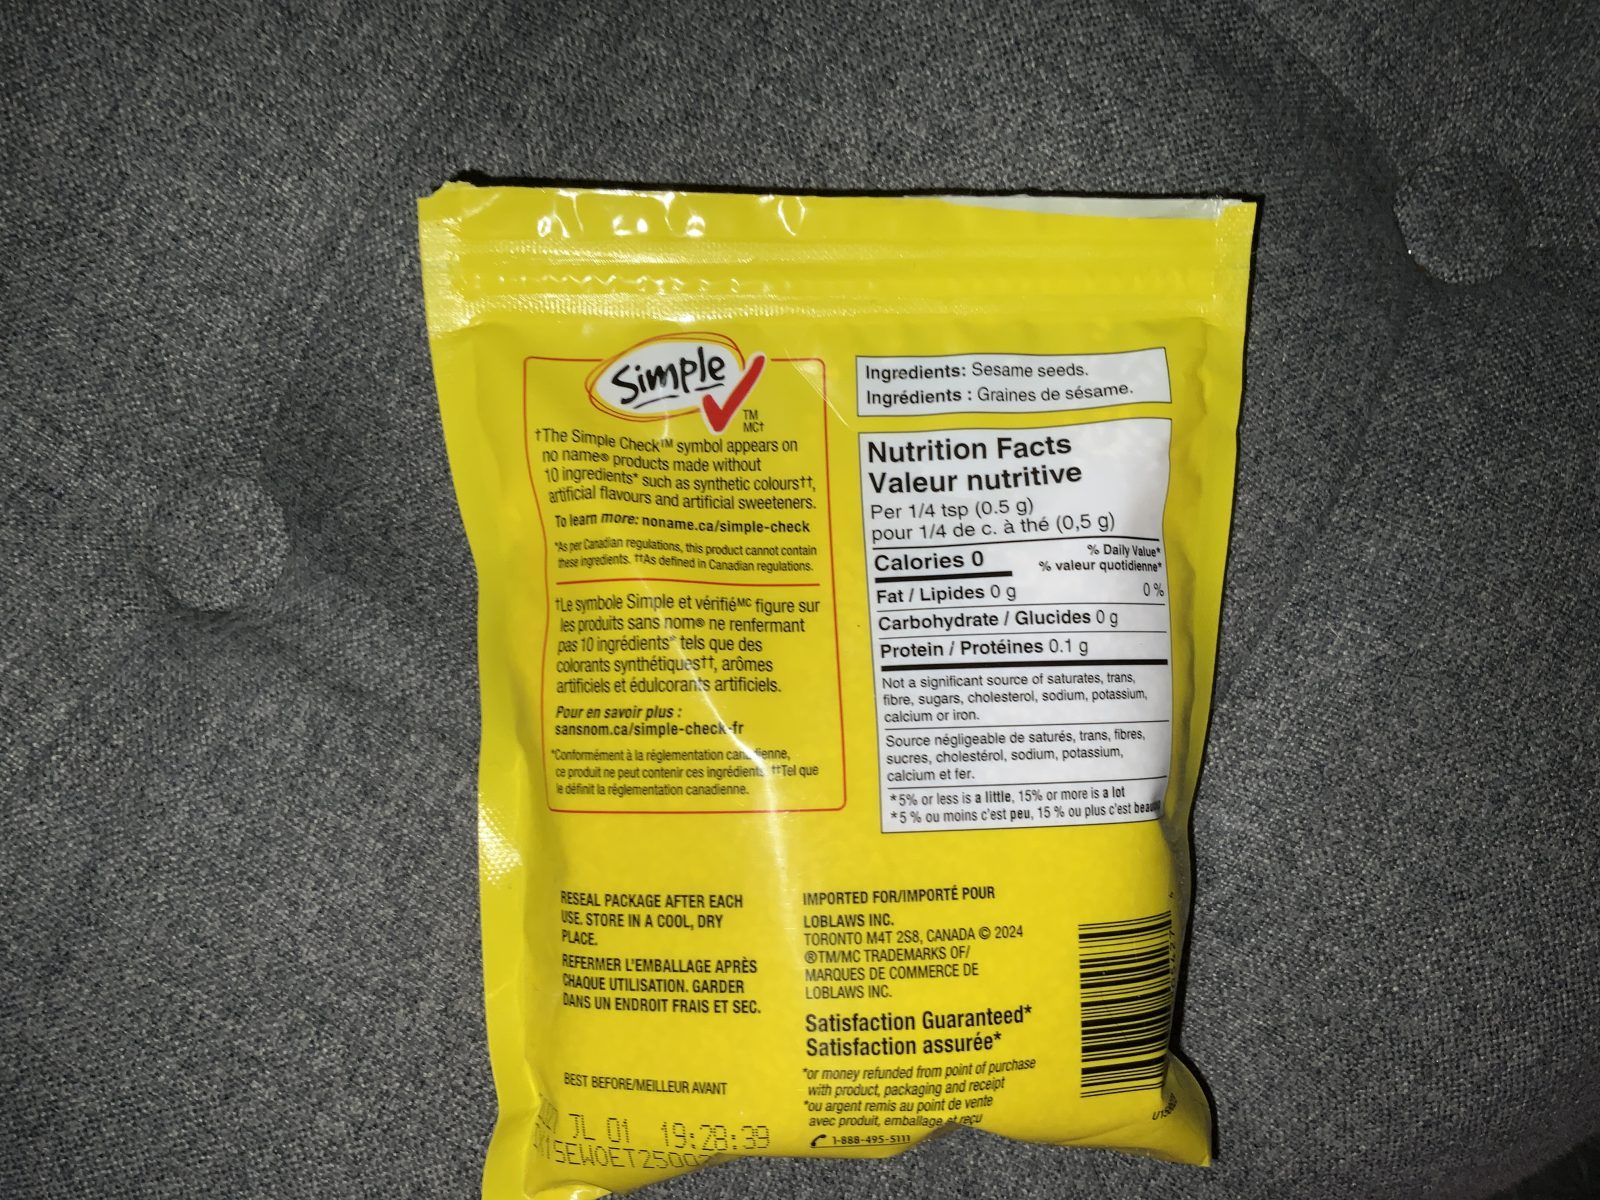 Simple
TM
MC†
†The Simple Check™ symbol appears on
no name® products made without
10 ingredients* such as synthetic colours††,
artificial flavours and artificial sweeteners.
To learn more: noname.ca/simple-check
*As per Canadian regulations, this product cannot contain
these ingredients. ††As defined in Canadian regulations.
†Le symbole Simple et vérifiéMC figure sur
les produits sans nom® ne renfermant
pas 10 ingrédients* tels que des
colorants synthétiques††, arômes
artificiels et édulcorants artificiels.
Pour en savoir plus :
sansnom.ca/simple-check-fr
*Conformément à la réglementation canadienne,
ce produit ne peut contenir ces ingrédients. ††Tel que
le définit la réglementation canadienne.
Ingredients: Sesame seeds.
Ingrédients : Graines de sésame.
Nutrition Facts
Valeur nutritive
Per 1/4 tsp (0.5 g)
pour 1/4 de c. à thé (0,5 g)
Calories 0
% Daily Value*
% valeur quotidienne*
Fat / Lipides 0 g 0 %
Carbohydrate / Glucides 0 g
Protein / Protéines 0.1 g
Not a significant source of saturates, trans,
fibre, sugars, cholesterol, sodium, potassium,
calcium or iron.
Source négligeable de saturés, trans, fibres,
sucres, cholestérol, sodium, potassium,
calcium et fer.
*5% or less is a little, 15% or more is a lot
*5 % ou moins c'est peu, 15 % ou plus c'est
RESEAL PACKAGE AFTER EACH
USE. STORE IN A COOL, DRY
PLACE.
REFERMER L'EMBALLAGE APRÈS
CHAQUE UTILISATION. GARDER
DANS UN ENDROIT FRAIS ET SEC.
BEST BEFORE/MEILLEUR AVANT
JL 01 19:28:39
IMPORTED FOR/IMPORTÉ POUR
LOBLAWS INC.
TORONTO M4T 2S8, CANADA © 2024
®TM/MC TRADEMARKS OF/
MARQUES DE COMMERCE DE
LOBLAWS INC.
Satisfaction Guaranteed*
Satisfaction assurée*
*or money refunded from point of purchase
with product, packaging and receipt
*ou argent remis au point de vente
avec produit, emballage et reçu
1-888-495-5111